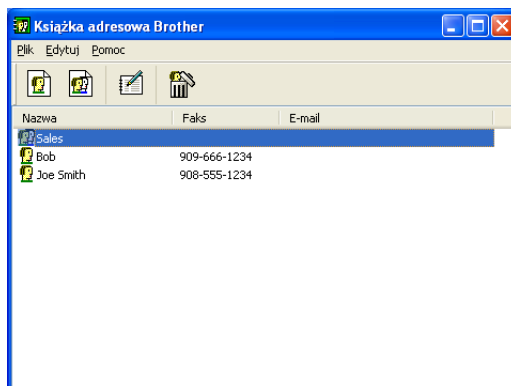 Książka adresowa Brother
Plik Edytuj Pomoc
Nazwa Faks E-mail
Sales
Bob 909-666-1234
Joe Smith 908-555-1234